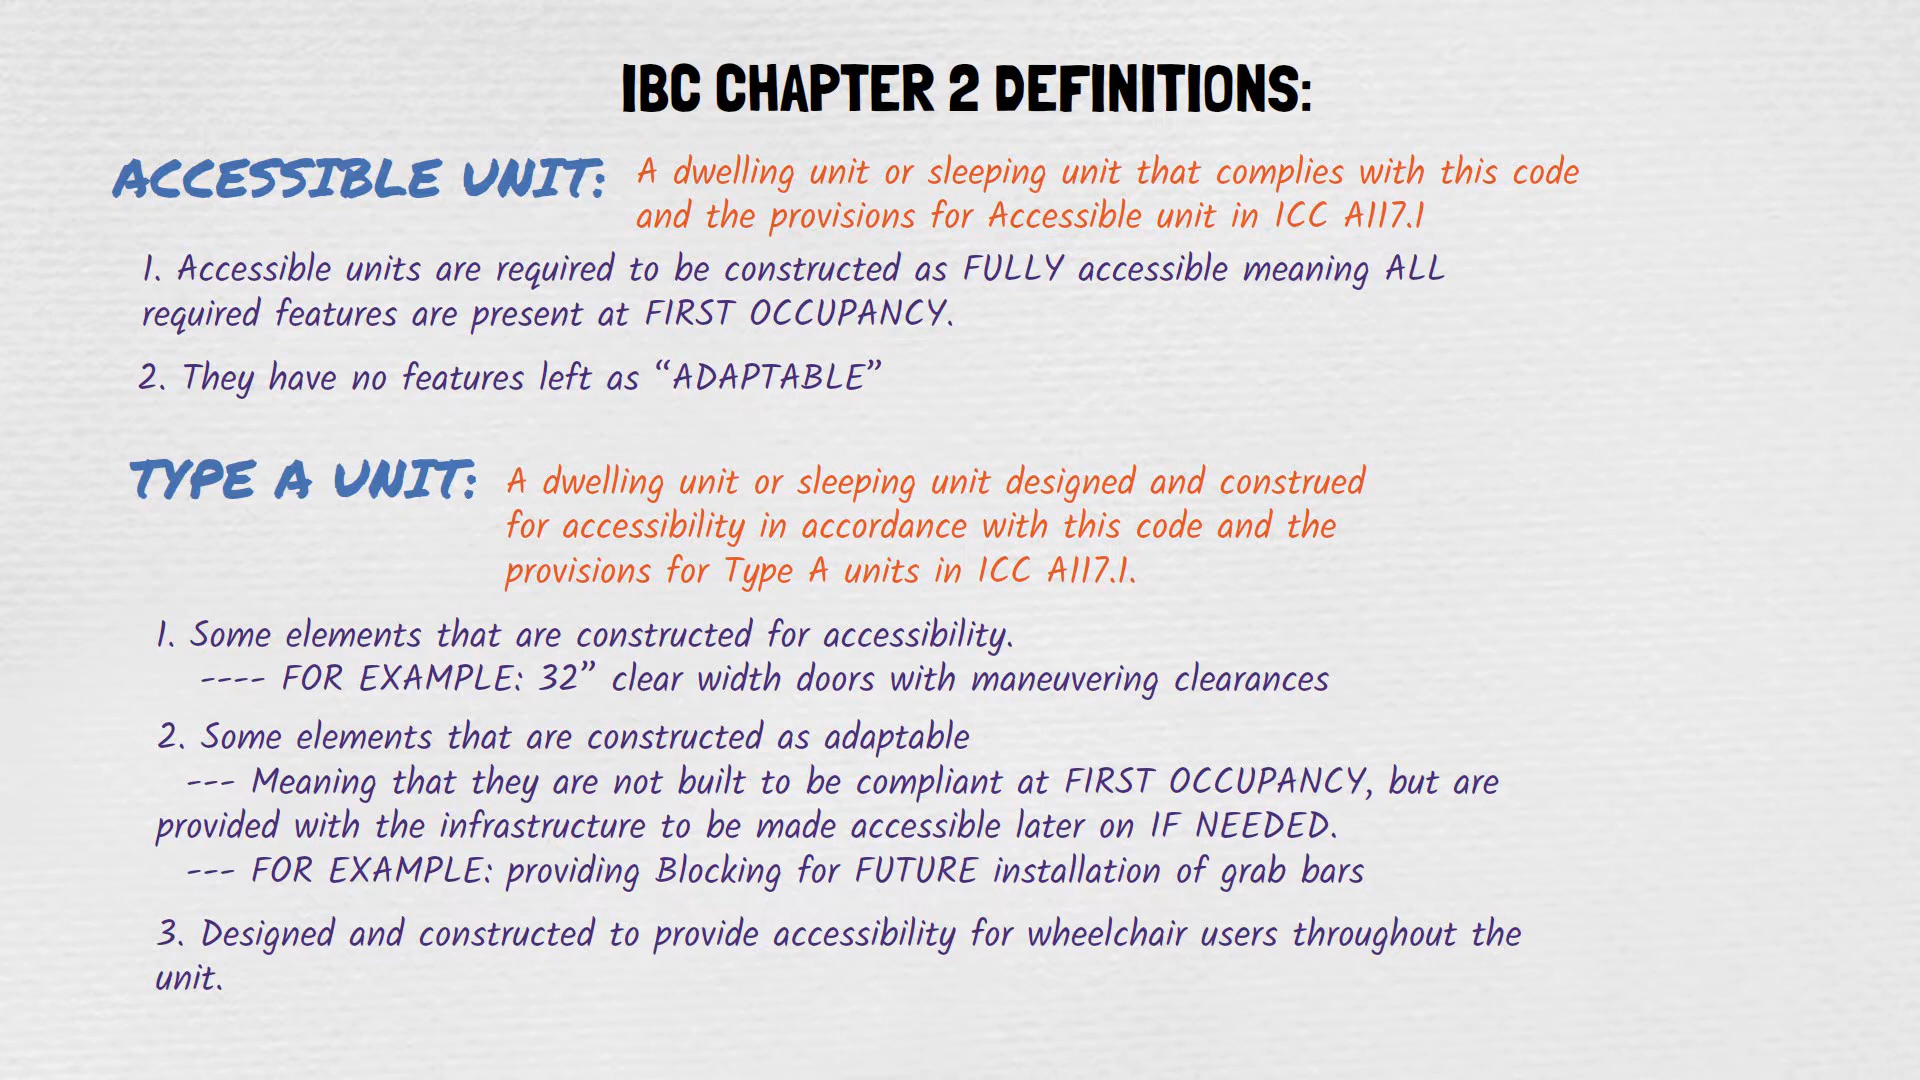 IBC CHAPTER 2 DEFINITIONS:
ACCESSIBLE UNIT: A dwelling unit or sleeping unit that complies with this code
and the provisions for Accessible unit in ICC A117.1
1. Accessible units are required to be constructed as FULLY accessible meaning ALL
required features are present at FIRST OCCUPANCY.
2. They have no features left as “ADAPTABLE”
TYPE A UNIT: A dwelling unit or sleeping unit designed and construed
for accessibility in accordance with this code and the
provisions for Type A units in ICC A117.1.
1. Some elements that are constructed for accessibility.
---- FOR EXAMPLE: 32” clear width doors with maneuvering clearances
2. Some elements that are constructed as adaptable
--- Meaning that they are not built to be compliant at FIRST OCCUPANCY, but are
provided with the infrastructure to be made accessible later on IF NEEDED.
--- FOR EXAMPLE: providing Blocking for FUTURE installation of grab bars
3. Designed and constructed to provide accessibility for wheelchair users throughout the
unit.